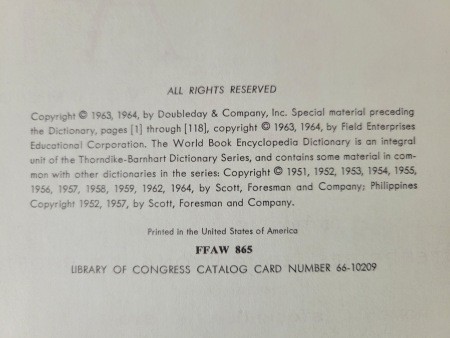 ALL RIGHTS RESERVED
Copyright © 1963, 1964, by Doubleday & Company, Inc. Special material preceding
the Dictionary, pages [1] through [118], copyright © 1963, 1964, by Field Enterprises
Educational Corporation. The World Book Encyclopedia Dictionary is an integral
unit of the Thorndike-Barnhart Dictionary Series, and contains some material in com-
mon with other dictionaries in the series: Copyright © 1951, 1952, 1953, 1954, 1955,
1956, 1957, 1958, 1959, 1962, 1964, by Scott, Foresman and Company; Philippines
Copyright 1952, 1957, by Scott, Foresman and Company.
Printed in the United States of America
FFAW 865
LIBRARY OF CONGRESS CATALOG CARD NUMBER 66-10209